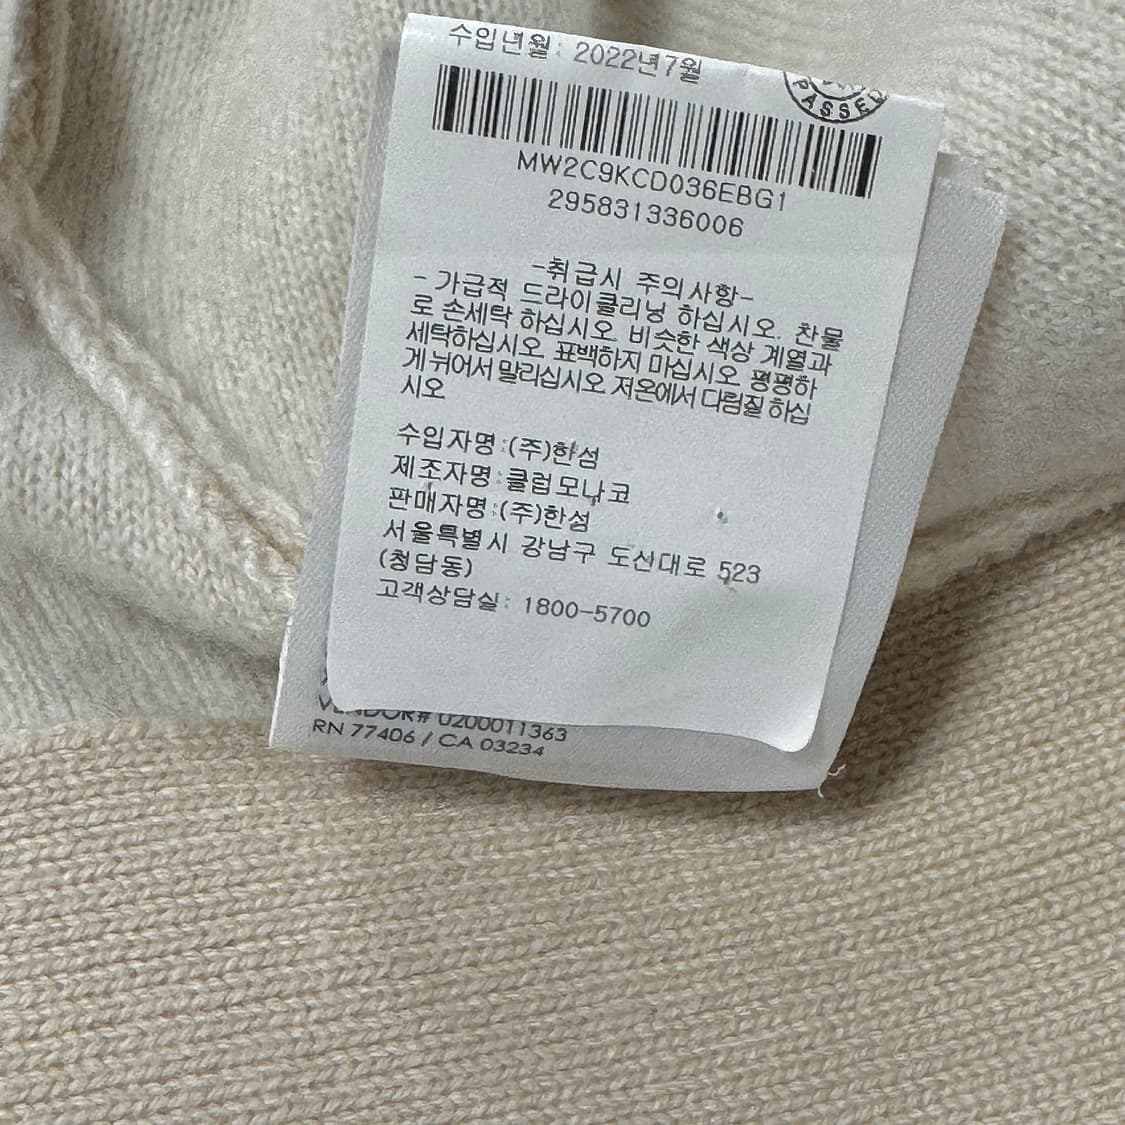 수입년월: 2022년7월
PASSED
MW2C9KCD036EBG1
295831336006
-취급시 주의사항-
- 가급적 드라이클리닝 하십시오. 찬물
로 손세탁 하십시오. 비슷한 색상 계열과
세탁하십시오. 표백하지 마십시오. 평평하
게 뉘어서 말리십시오. 저온에서 다림질 하십
시오
수입자명:(주)한섬
제조자명:클럽모나코
판매자명:(주)한섬
서울특별시 강남구 도산대로 523
(청담동)
고객상담실: 1800-5700
VENDOR# 0200011363
RN 77406 / CA 03234